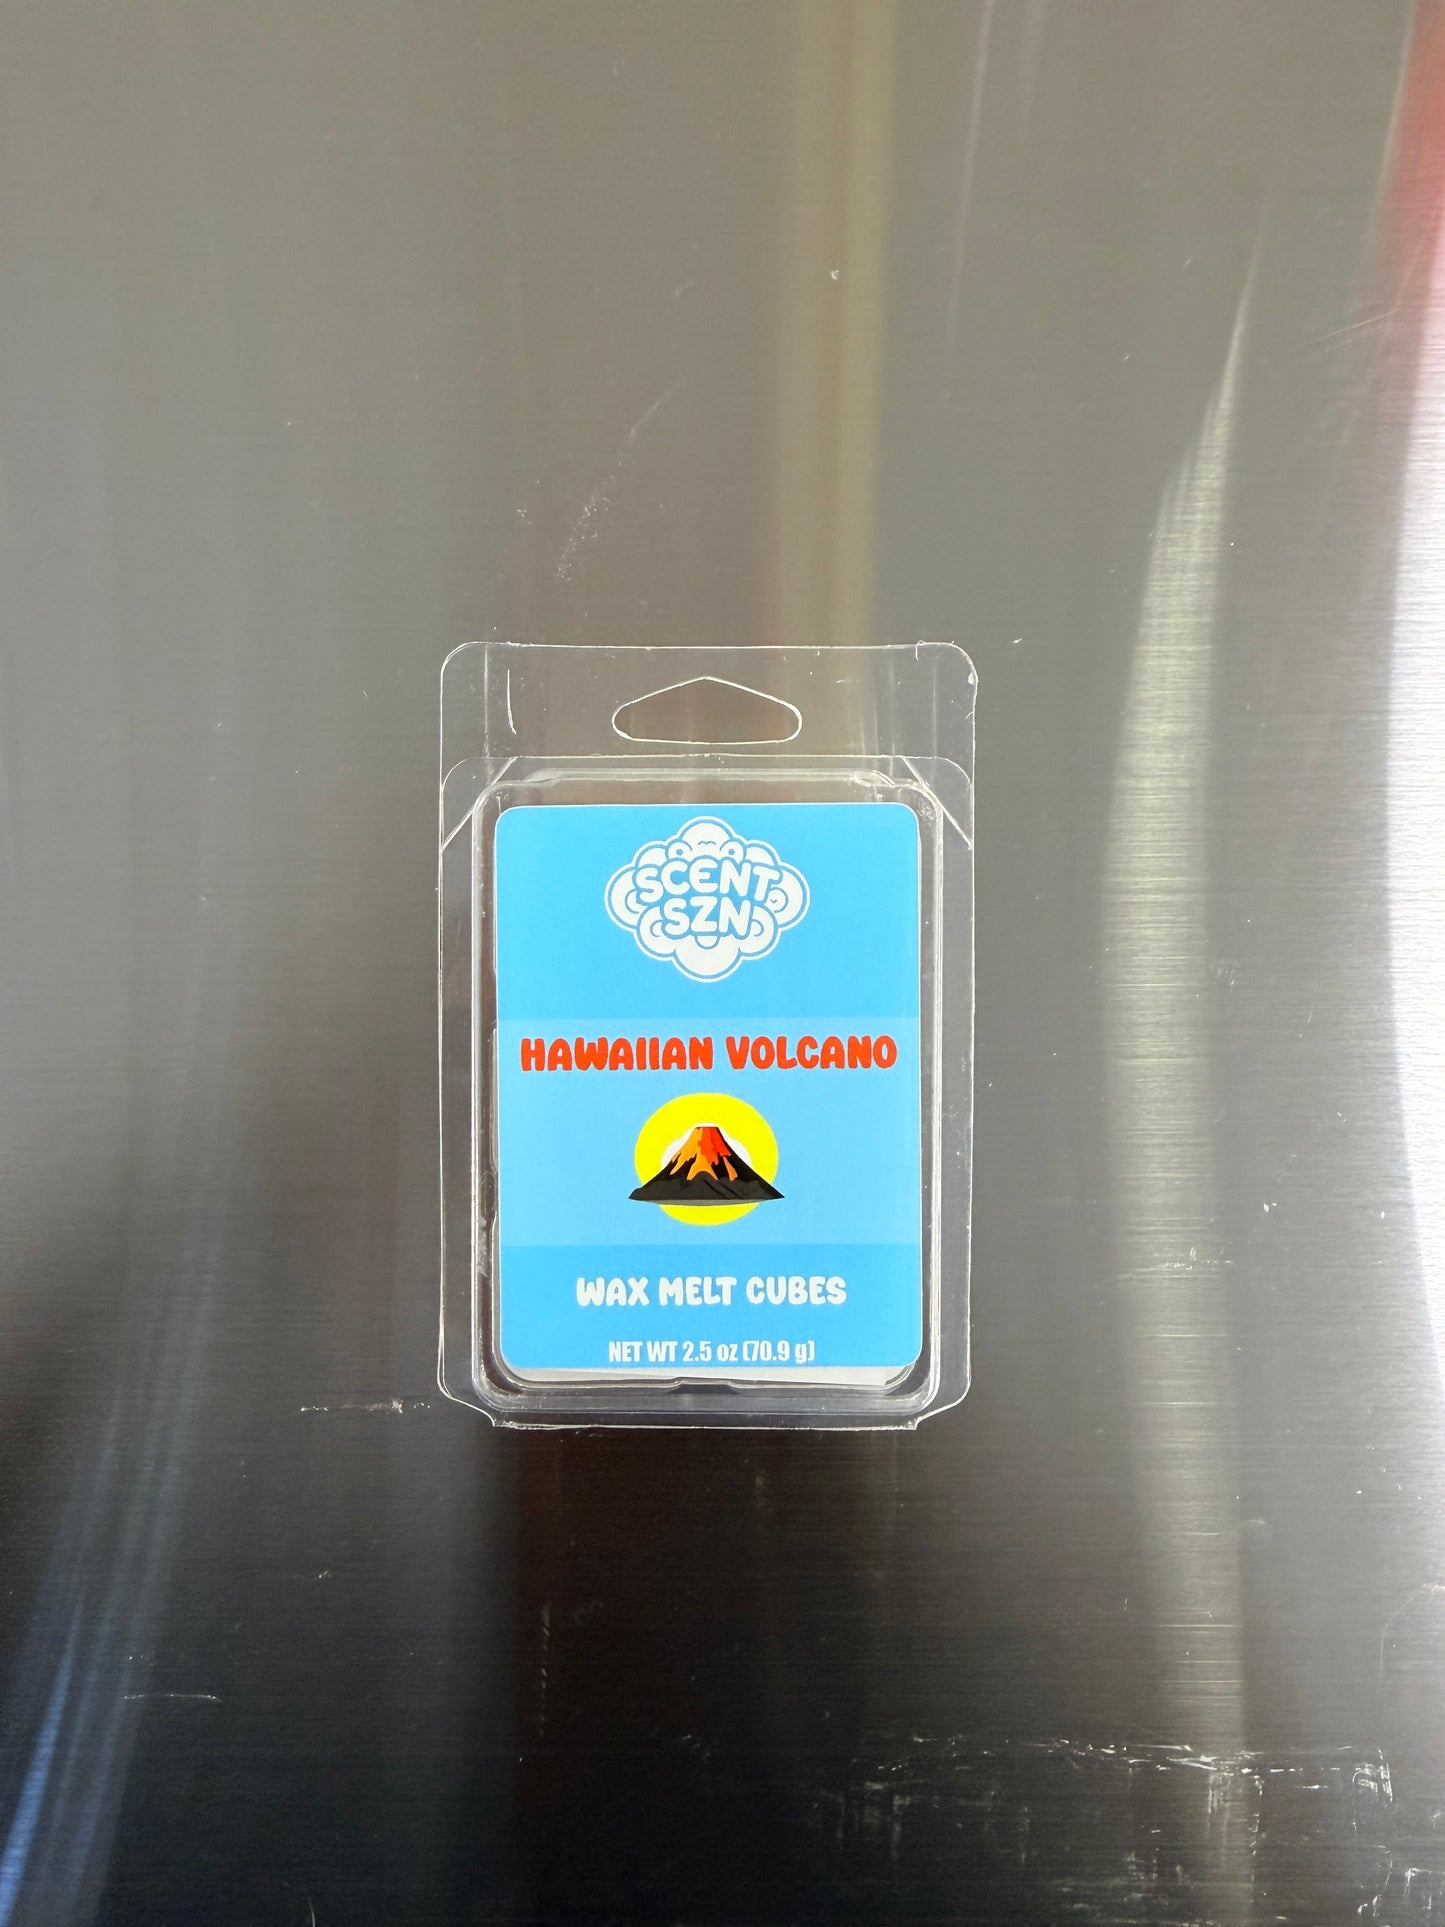 SCENT
SZN
HAWAIIAN VOLCANO
WAX MELT CUBES
NET WT 2.5 oz (70.9 g)